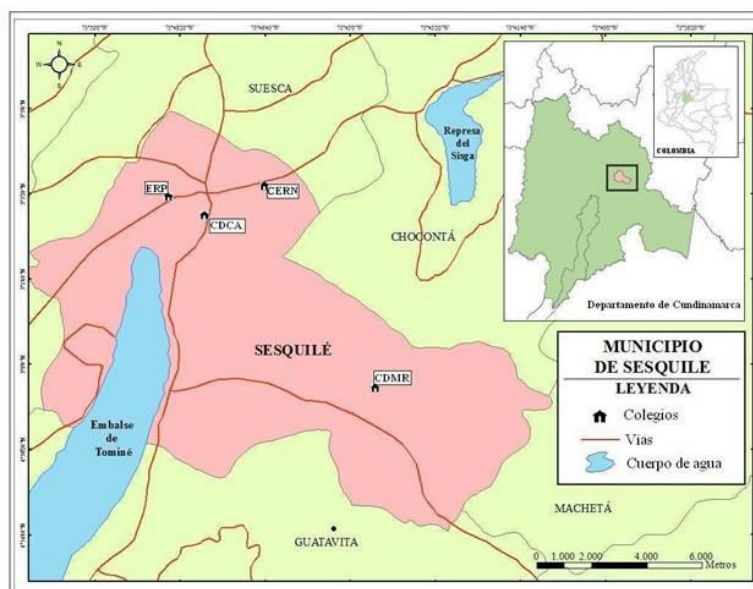 N
W
E
S
SUESCA
Represa
del
Sisga
COLOMBIA
ERP
CERN
CDCA
CHOCONTÁ
Departamento de Cundinamarca
SESQUILÉ
CDMR
MUNICIPIO
DE SESQUILE
LEYENDA
Colegios
Vías
Cuerpo de agua
Embalse
de
Tominé
MACHETÁ
GUATAVITA
0 1.000 2.000 4.000 6.000
Metros